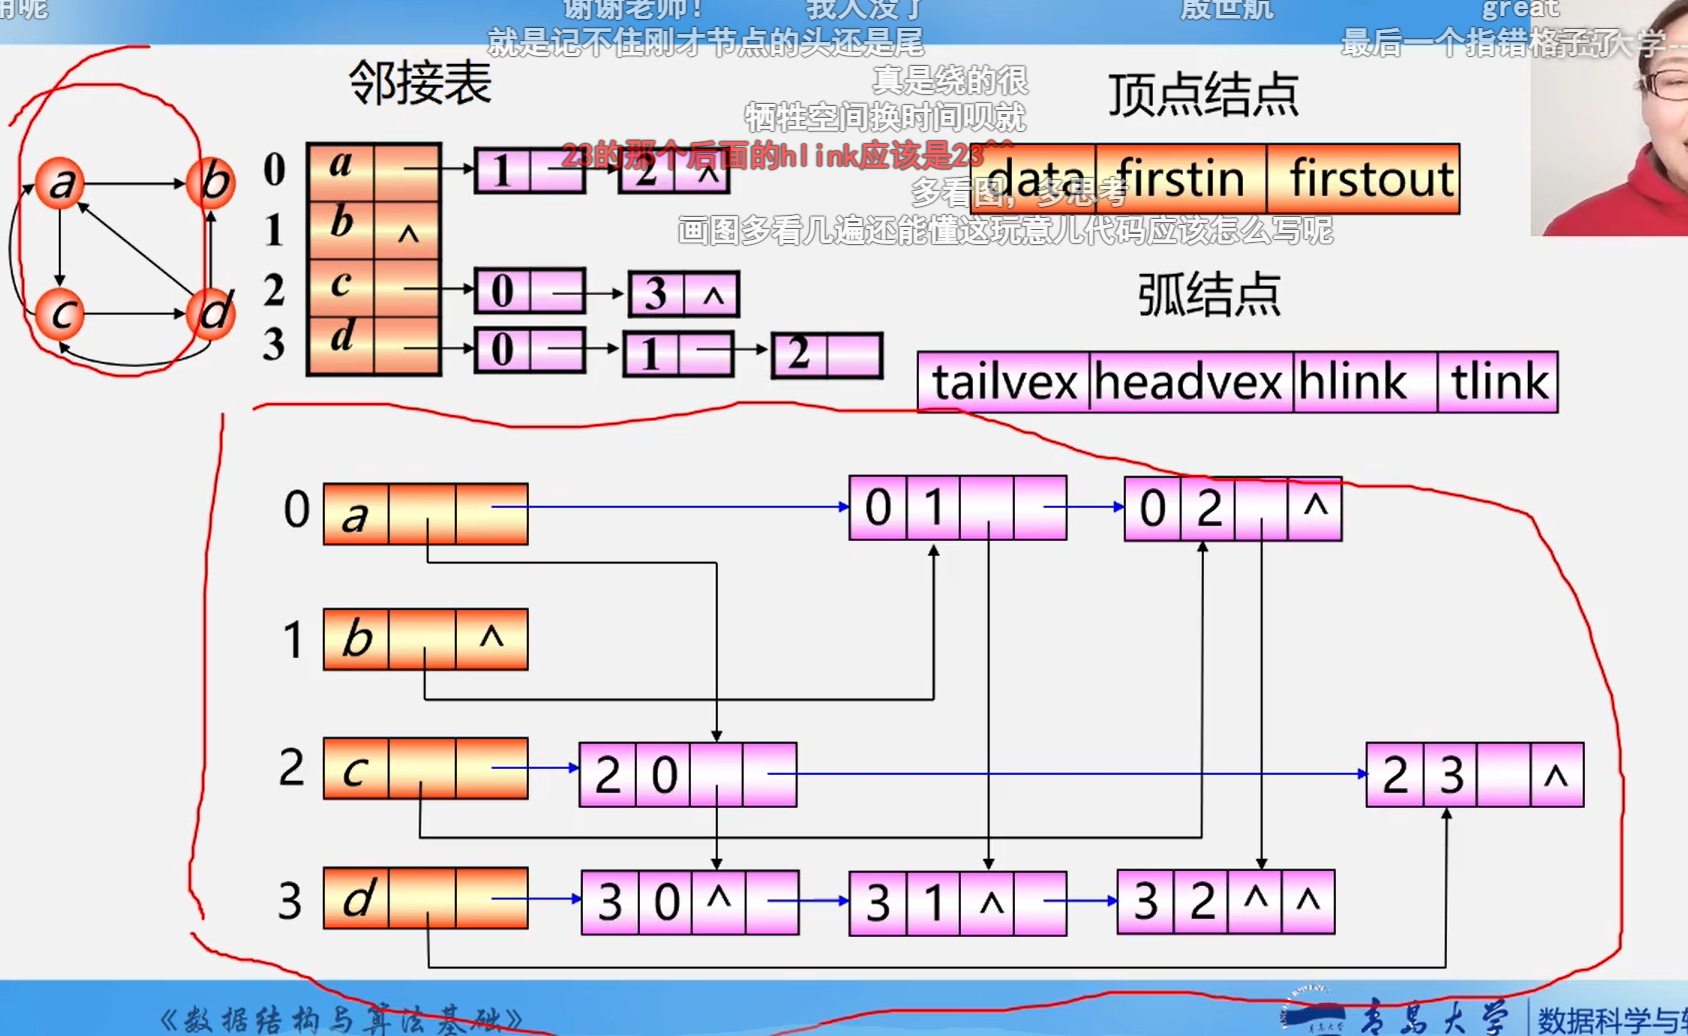 谢谢老师！ 我人没了 殷世航 great
就是记不住刚才节点的头还是尾 最后一个指错格子了
真是绕的很
牺牲空间换时间呗就
23的那个后面的hlink应该是23^^
多看图，多思考
画图多看几遍还能懂这玩意儿代码应该怎么写呢
邻接表
a b
c d
0 a 1 2 ^
1 b ^
2 c 0 3 ^
3 d 0 1 2
顶点结点
data firstin firstout
弧结点
tailvex headvex hlink tlink
0 a 0 1 0 2 ^
1 b ^
2 c 2 0 2 3 ^
3 d 3 0 ^ 3 1 ^ 3 2 ^ ^
《数据结构与算法基础》 青岛大学 数据科学与